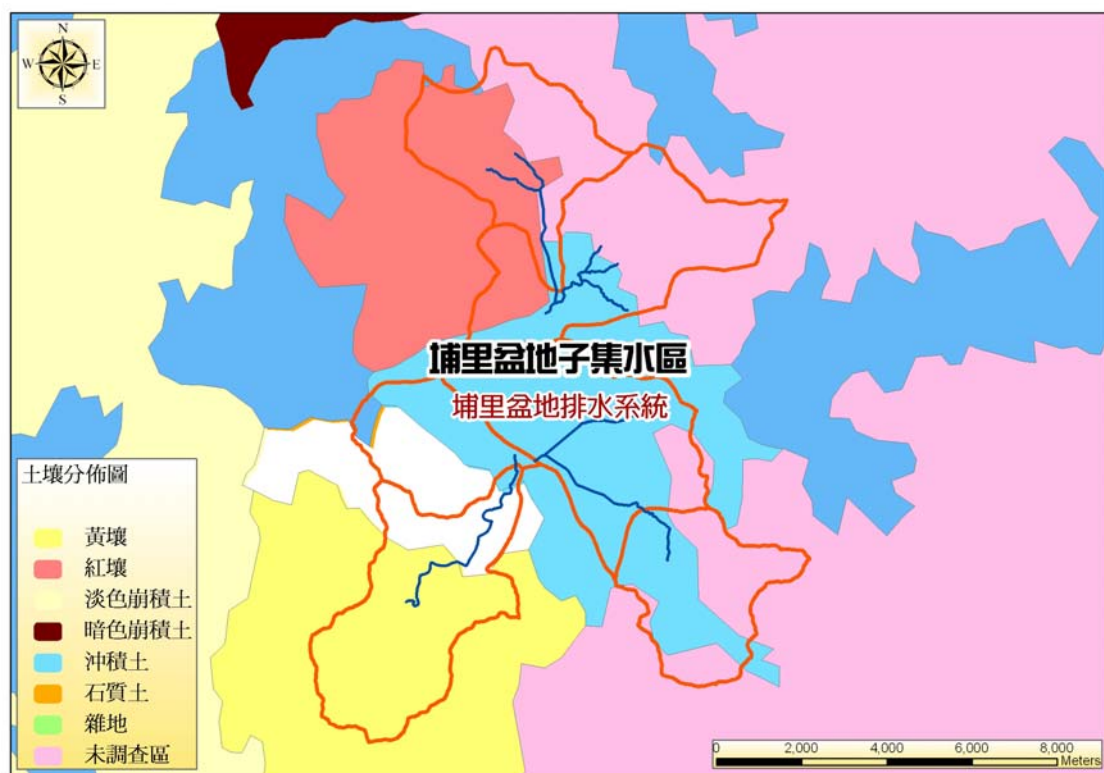 N
W E
S
埔里盆地子集水區
埔里盆地排水系統
土壤分佈圖
黃壤
紅壤
淡色崩積土
暗色崩積土
沖積土
石質土
雜地
未調查區
0 2,000 4,000 6,000 8,000
Meters